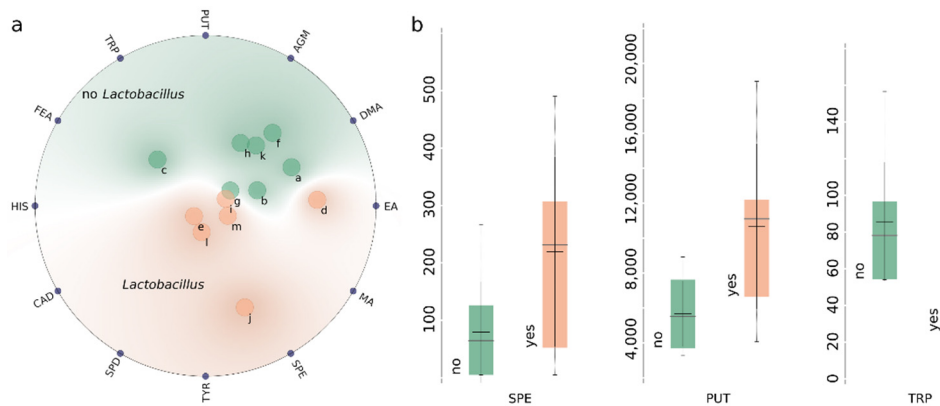 a
PUT
TRP
AGM
no Lactobacillus
FEA
DMA
f
h
k
c
a
g
b
HIS
i
d
EA
e
m
l
Lactobacillus
CAD
MA
j
SPD
SPE
TYR
b
500
400
300
200
100
no
yes
SPE
20,000
16,000
12,000
8,000
4,000
no
yes
PUT
140
120
100
80
60
40
20
0
no
yes
TRP